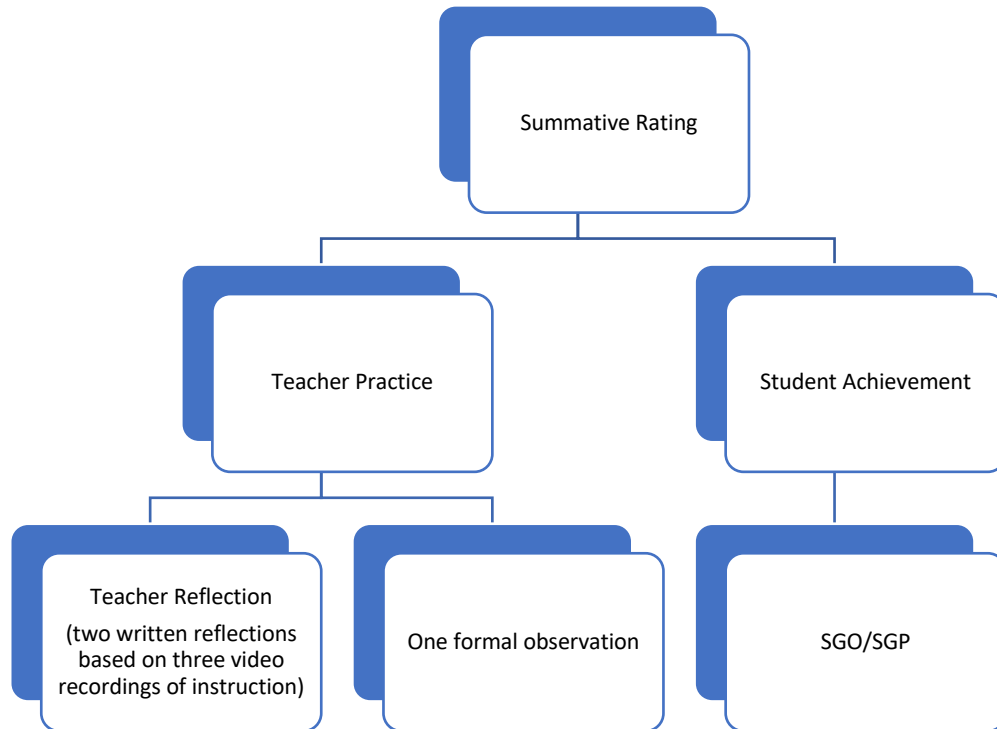 Summative Rating
Teacher Practice
Student Achievement
Teacher Reflection
(two written reflections
based on three video
recordings of instruction)
One formal observation
SGO/SGP